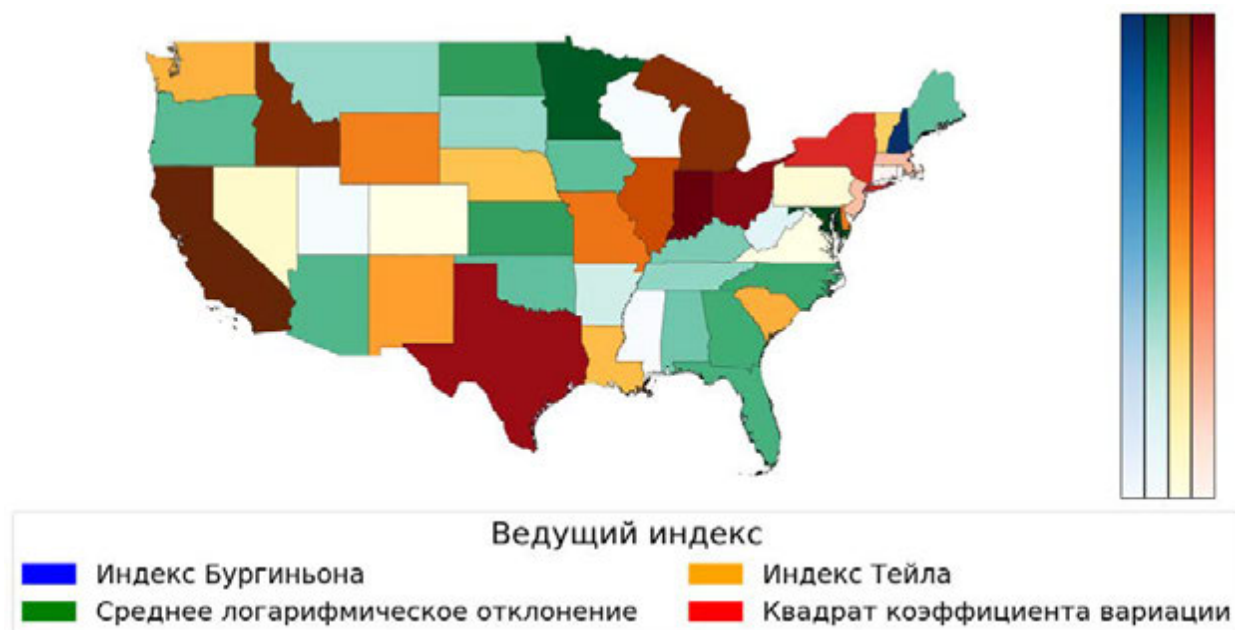 Ведущий индекс
Индекс Бургиньона
Индекс Тейла
Среднее логарифмическое отклонение
Квадрат коэффициента вариации